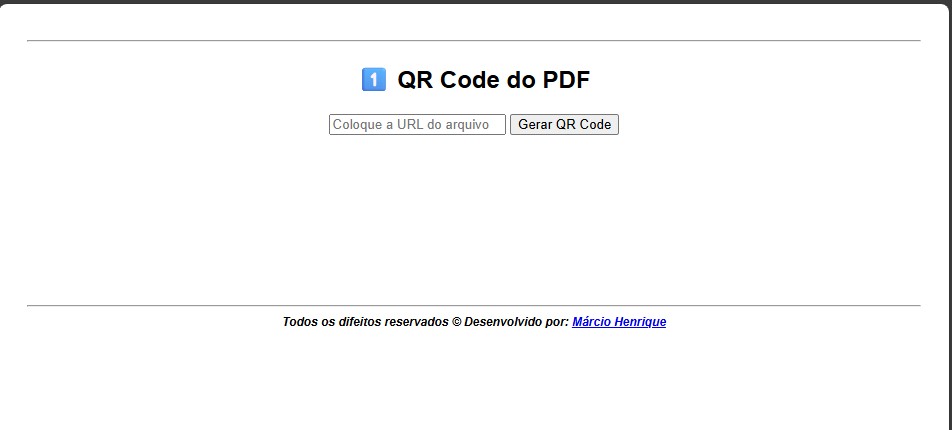 1️⃣ QR Code do PDF
Coloque a URL do arquivo Gerar QR Code
Todos os difeitos reservados © Desenvolvido por: Márcio Henrique